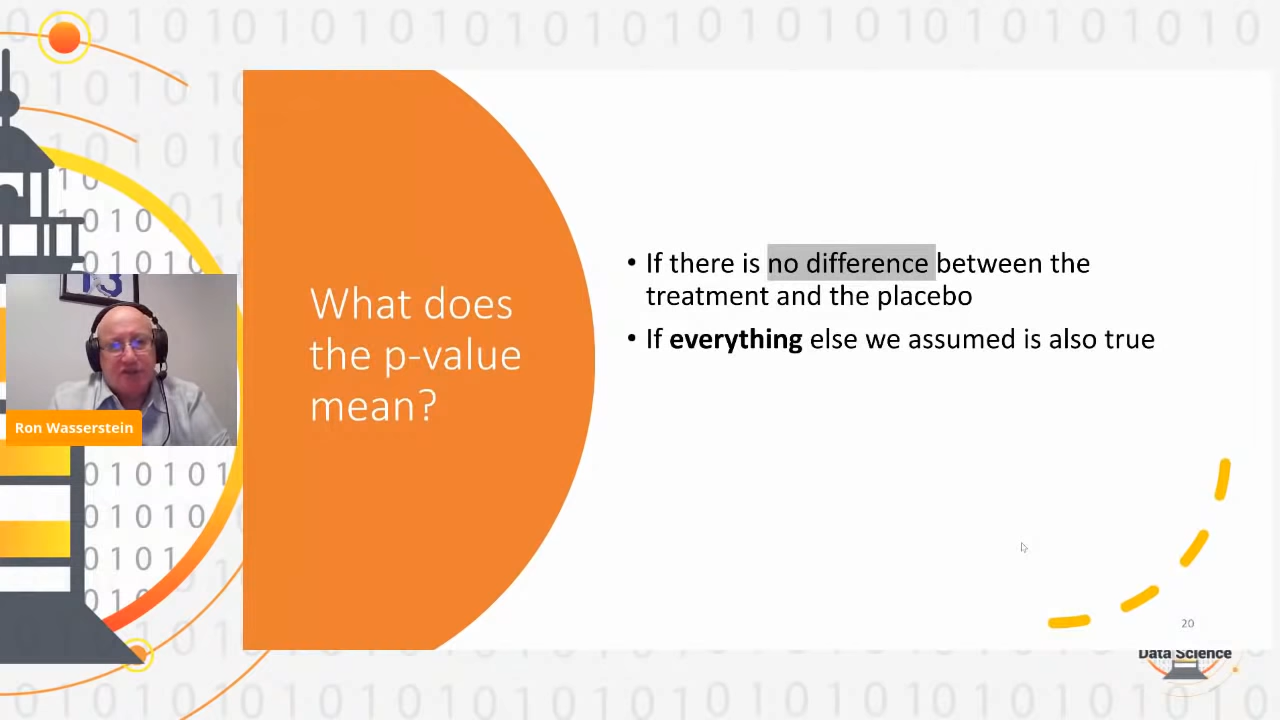 What does
the p-value
mean?
• If there is no difference between the
treatment and the placebo
• If everything else we assumed is also true
13
Ron Wasserstein
20
Data Science